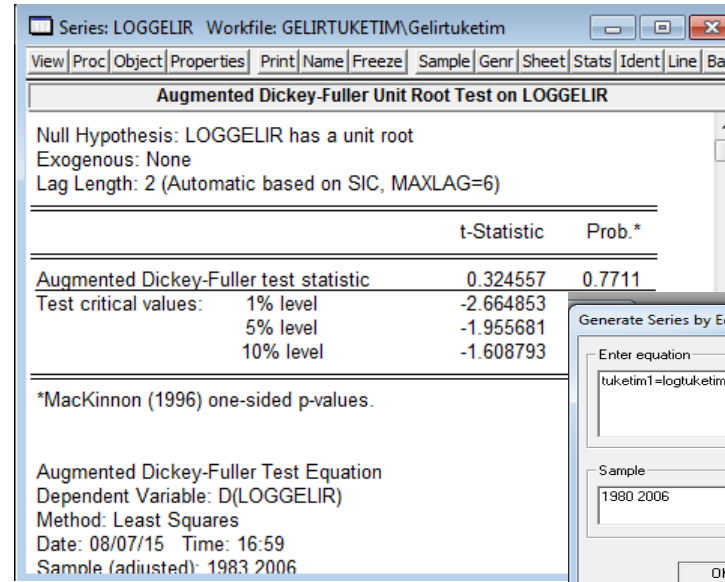 Series: LOGGELIR Workfile: GELIRTUKETIM\Gelirtuketim
View Proc Object Properties Print Name Freeze Sample Genr Sheet Stats Ident Line Ba
Augmented Dickey-Fuller Unit Root Test on LOGGELIR
Null Hypothesis: LOGGELIR has a unit root
Exogenous: None
Lag Length: 2 (Automatic based on SIC, MAXLAG=6)
t-Statistic Prob.*
Augmented Dickey-Fuller test statistic 0.324557 0.7711
Test critical values: 1% level -2.664853
5% level -1.955681
10% level -1.608793
*MacKinnon (1996) one-sided p-values.
Augmented Dickey-Fuller Test Equation
Dependent Variable: D(LOGGELIR)
Method: Least Squares
Date: 08/07/15 Time: 16:59
Sample (adjusted): 1983 2006
Generate Series by E
Enter equation
tuketim1=logtuketim
Sample
1980 2006